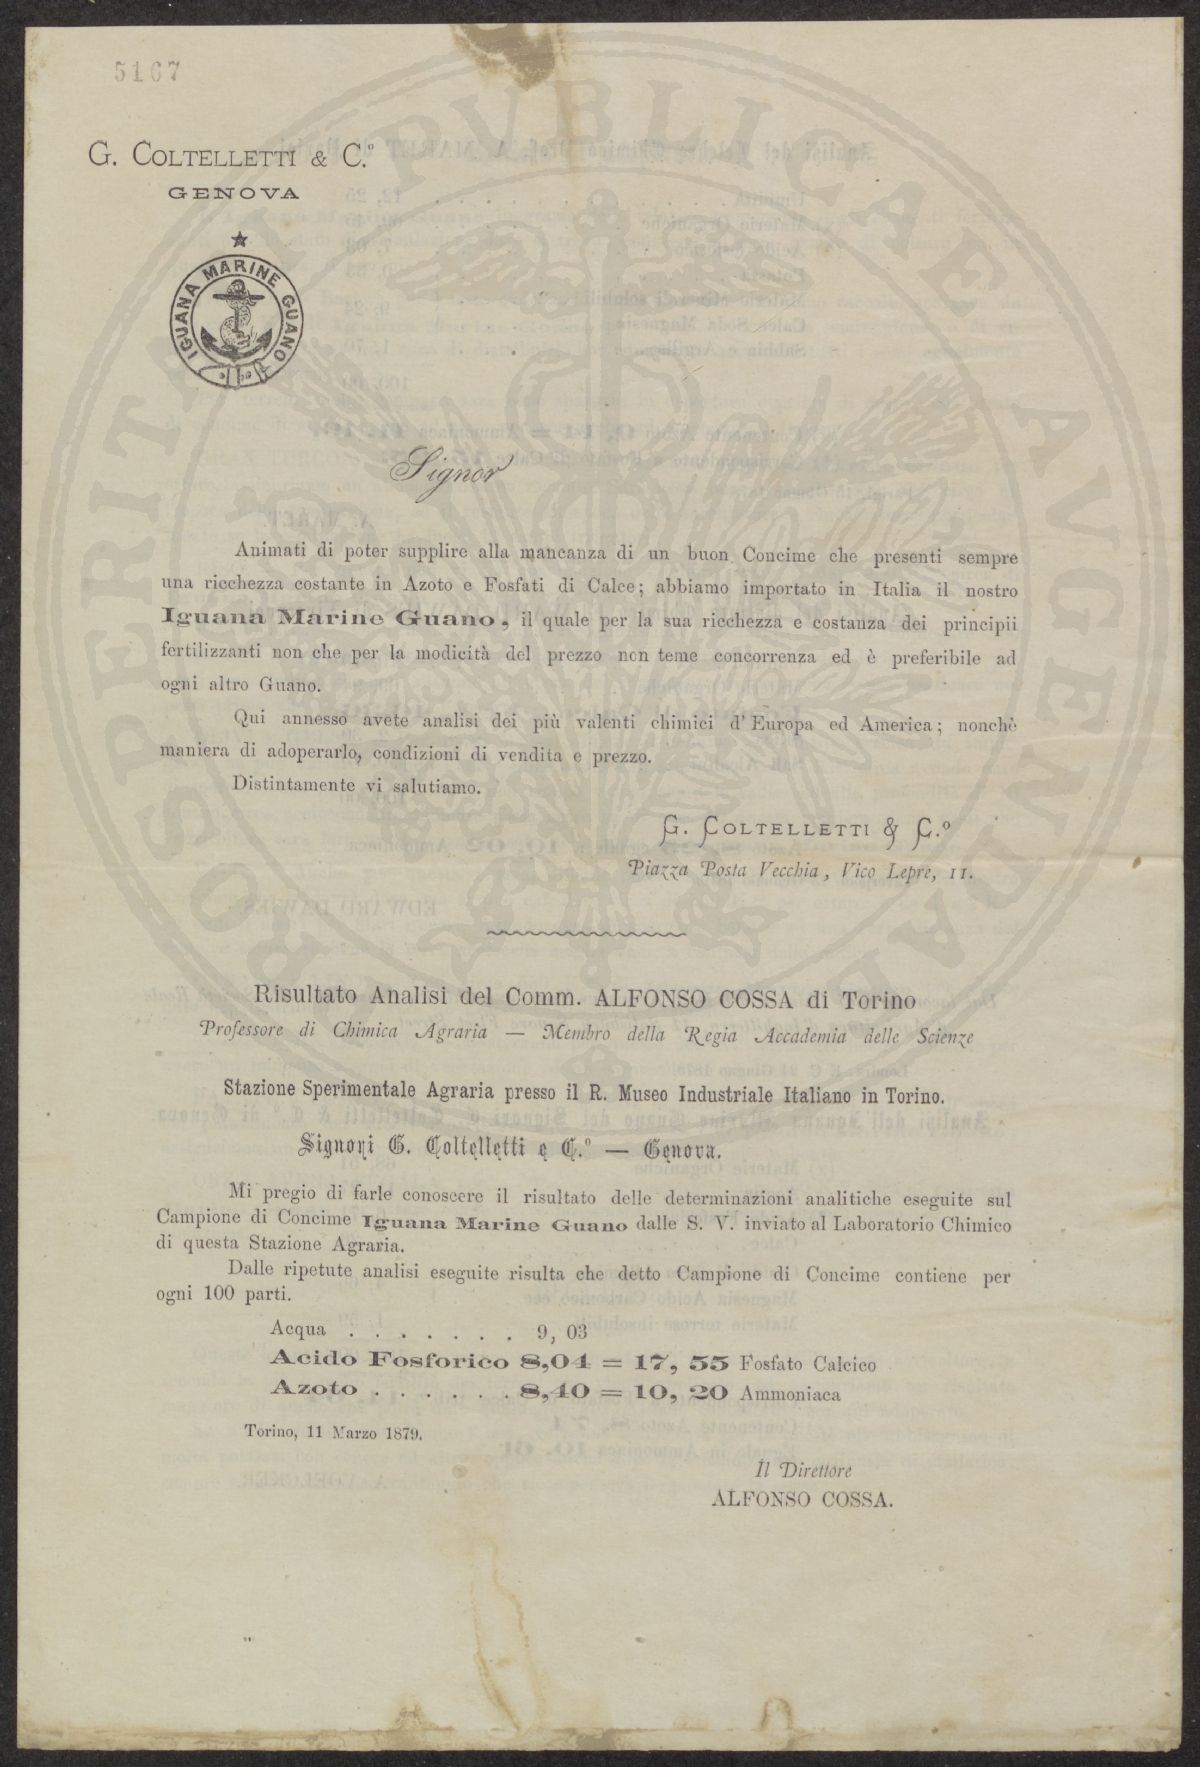 5167
G. COLTELLETTI & C.º
GENOVA
IGUANA MARINE GUANO
Signor
Animati di poter supplire alla mancanza di un buon Concime che presenti sempre
una ricchezza costante in Azoto e Fosfati di Calce; abbiamo importato in Italia il nostro
Iguana Marine Guano, il quale per la sua ricchezza e costanza dei principii
fertilizzanti non che per la modicità del prezzo non teme concorrenza ed è preferibile ad
ogni altro Guano.
Qui annesso avete analisi dei più valenti chimici d'Europa ed America; nonchè
maniera di adoperarlo, condizioni di vendita e prezzo.
Distintamente vi salutiamo.
G. COLTELLETTI & C.º
Piazza Posta Vecchia, Vico Lepre, 11.
Risultato Analisi del Comm. ALFONSO COSSA di Torino
Professore di Chimica Agraria — Membro della Regia Accademia delle Scienze
Stazione Sperimentale Agraria presso il R. Museo Industriale Italiano in Torino.
Signori G. Coltelletti e C.º — Genova.
Mi pregio di farle conoscere il risultato delle determinazioni analitiche eseguite sul
Campione di Concime Iguana Marine Guano dalle S. V. inviato al Laboratorio Chimico
di questa Stazione Agraria.
Dalle ripetute analisi eseguite risulta che detto Campione di Concime contiene per
ogni 100 parti.
Acqua . . . . . . . 9, 03
Acido Fosforico 8,04 = 17, 55 Fosfato Calcico
Azoto . . . . . . 8,40 = 10, 20 Ammoniaca
Torino, 11 Marzo 1879.
Il Direttore
ALFONSO COSSA.
PROSPERITATI PVBLICAE AVGENDAE